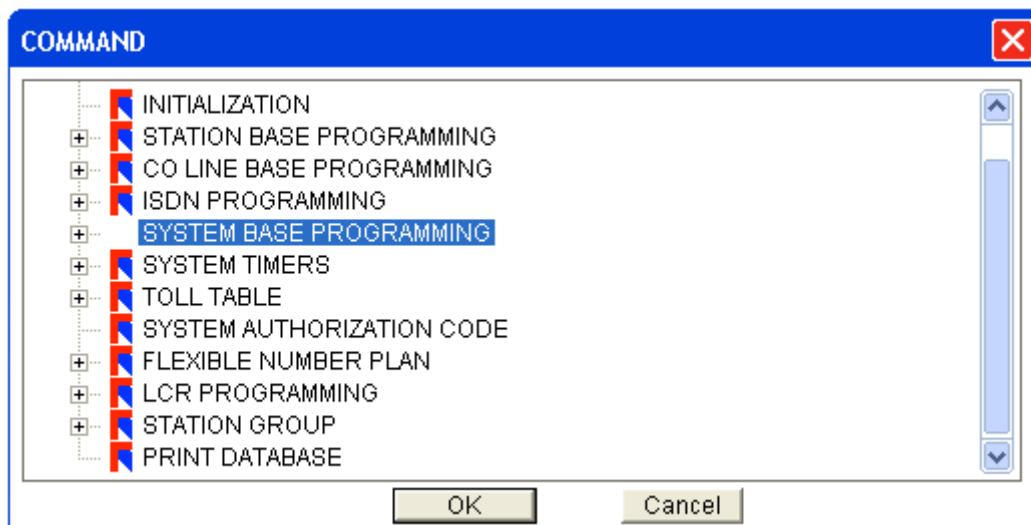 COMMAND
INITIALIZATION
STATION BASE PROGRAMMING
CO LINE BASE PROGRAMMING
ISDN PROGRAMMING
SYSTEM BASE PROGRAMMING
SYSTEM TIMERS
TOLL TABLE
SYSTEM AUTHORIZATION CODE
FLEXIBLE NUMBER PLAN
LCR PROGRAMMING
STATION GROUP
PRINT DATABASE
OK Cancel